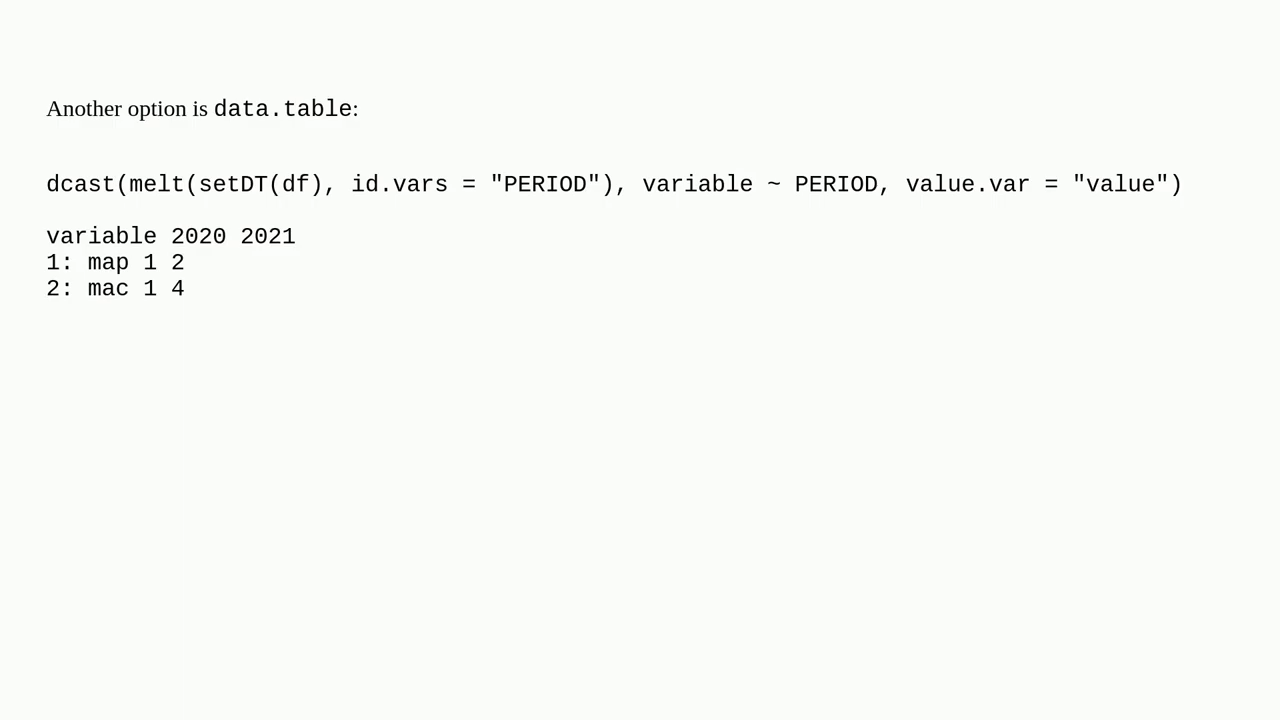 Another option is data.table:
dcast(melt(setDT(df), id.vars = "PERIOD"), variable ~ PERIOD, value.var = "value")
variable 2020 2021
1: map 1 2
2: mac 1 4